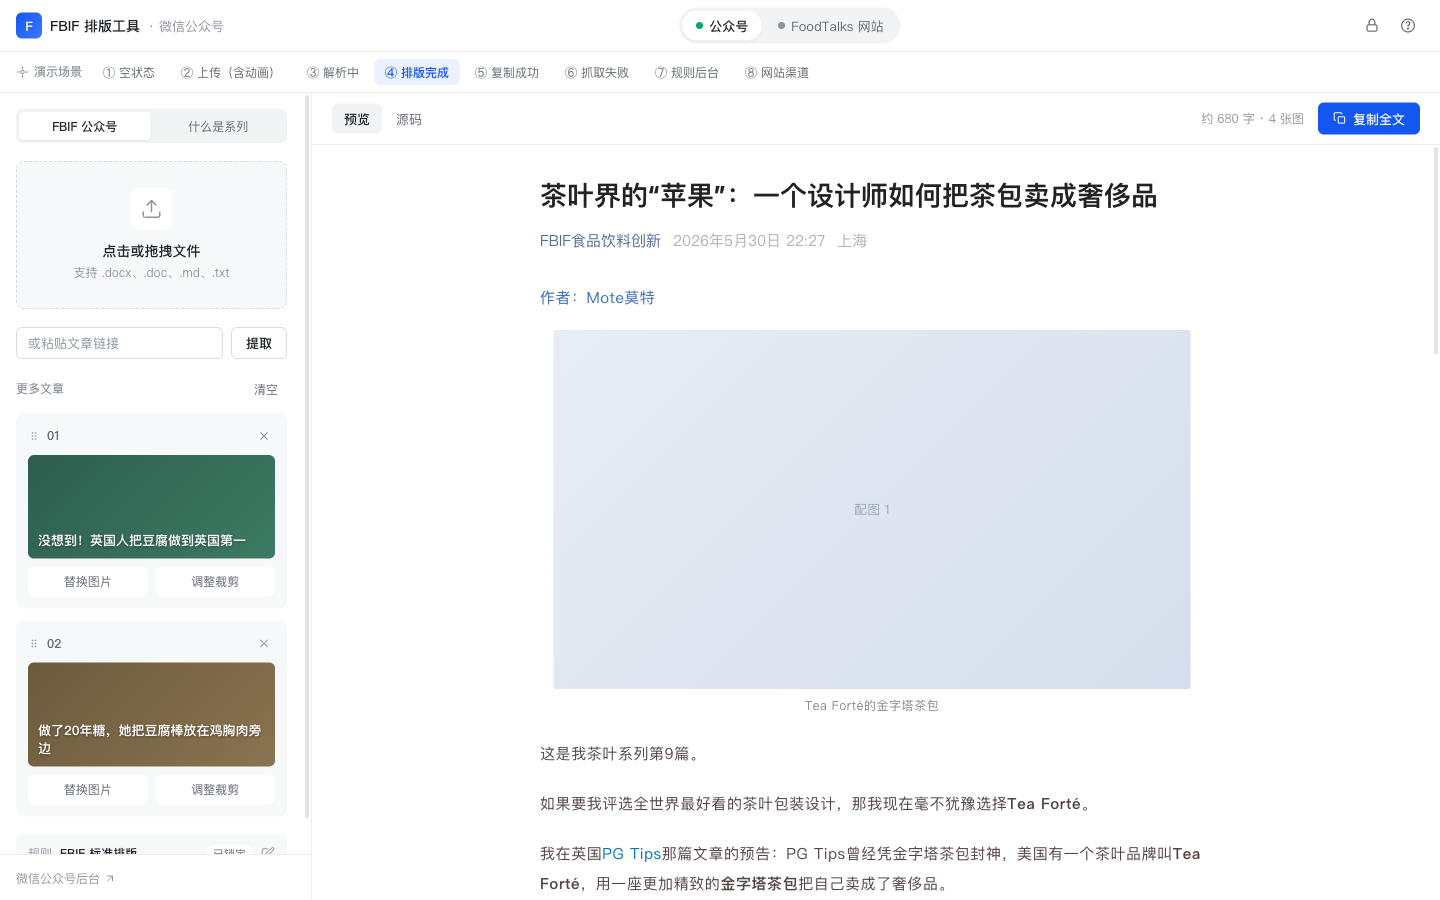 F FBIF 排版工具 · 微信公众号
公众号
FoodTalks 网站
演示场景
① 空状态
② 上传（含动画）
③ 解析中
④ 排版完成
⑤ 复制成功
⑥ 抓取失败
⑦ 规则后台
⑧ 网站渠道
FBIF 公众号
什么是系列
点击或拖拽文件
支持 .docx、.doc、.md、.txt
或粘贴文章链接
提取
更多文章
清空
01
没想到！英国人把豆腐做到英国第一
替换图片
调整裁剪
02
做了20年糖，她把豆腐棒放在鸡胸肉旁
边
替换图片
调整裁剪
规则 FBIF 标准排版
已锁定
微信公众号后台
预览
源码
约 680 字 · 4 张图
复制全文
茶叶界的“苹果”：一个设计师如何把茶包卖成奢侈品
FBIF食品饮料创新 2026年5月30日 22:27 上海
作者：Mote莫特
配图 1
Tea Forté的金字塔茶包
这是我茶叶系列第9篇。
如果要我评选全世界最好看的茶叶包装设计，那我现在毫不犹豫选择Tea Forté。
我在英国PG Tips那篇文章的预告：PG Tips曾经凭金字塔茶包封神，美国有一个茶叶品牌叫Tea
Forté，用一座更加精致的金字塔茶包把自己卖成了奢侈品。